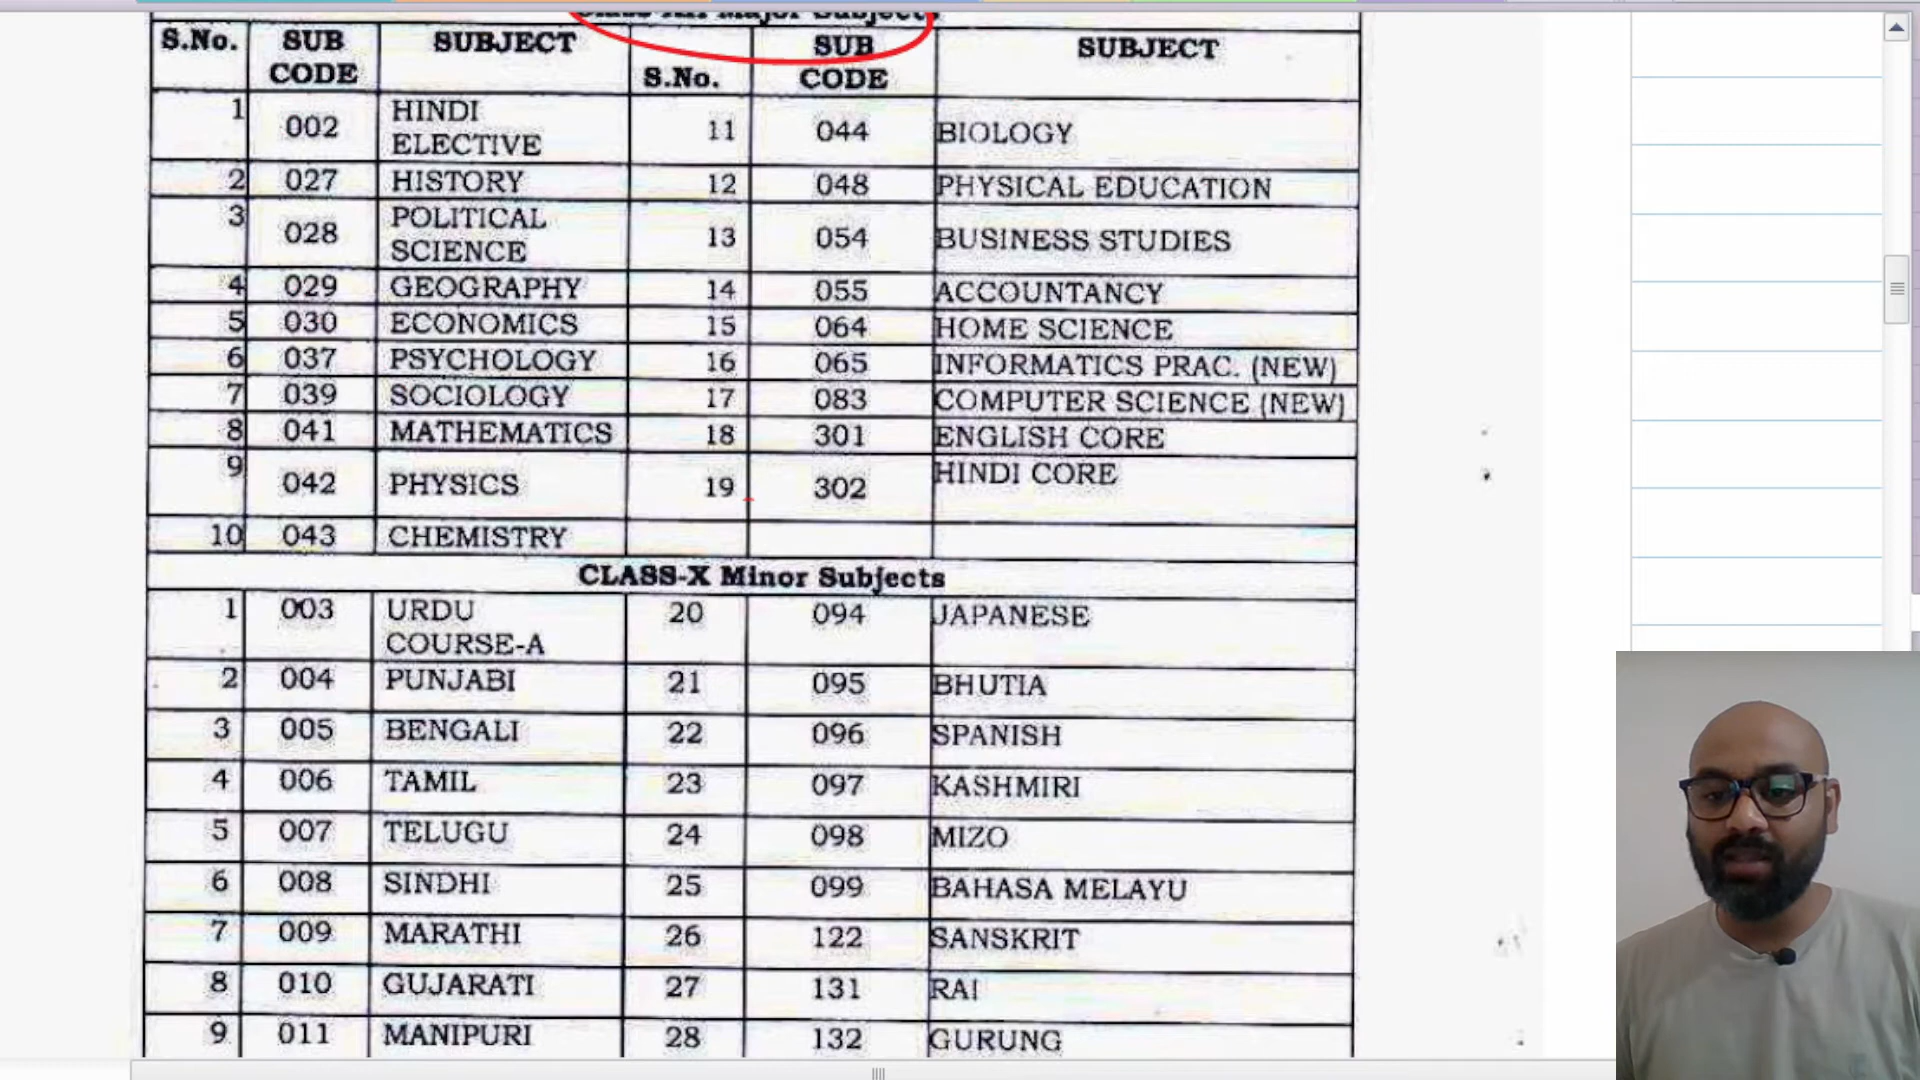 Class-XII Major Subjects
S.No. SUB CODE SUBJECT S.No. SUB CODE SUBJECT
1 002 HINDI ELECTIVE 11 044 BIOLOGY
2 027 HISTORY 12 048 PHYSICAL EDUCATION
3 028 POLITICAL SCIENCE 13 054 BUSINESS STUDIES
4 029 GEOGRAPHY 14 055 ACCOUNTANCY
5 030 ECONOMICS 15 064 HOME SCIENCE
6 037 PSYCHOLOGY 16 065 INFORMATICS PRAC. (NEW)
7 039 SOCIOLOGY 17 083 COMPUTER SCIENCE (NEW)
8 041 MATHEMATICS 18 301 ENGLISH CORE
9 042 PHYSICS 19 302 HINDI CORE
10 043 CHEMISTRY
CLASS-X Minor Subjects
1 003 URDU COURSE-A 20 094 JAPANESE
2 004 PUNJABI 21 095 BHUTIA
3 005 BENGALI 22 096 SPANISH
4 006 TAMIL 23 097 KASHMIRI
5 007 TELUGU 24 098 MIZO
6 008 SINDHI 25 099 BAHASA MELAYU
7 009 MARATHI 26 122 SANSKRIT
8 010 GUJARATI 27 131 RAI
9 011 MANIPURI 28 132 GURUNG